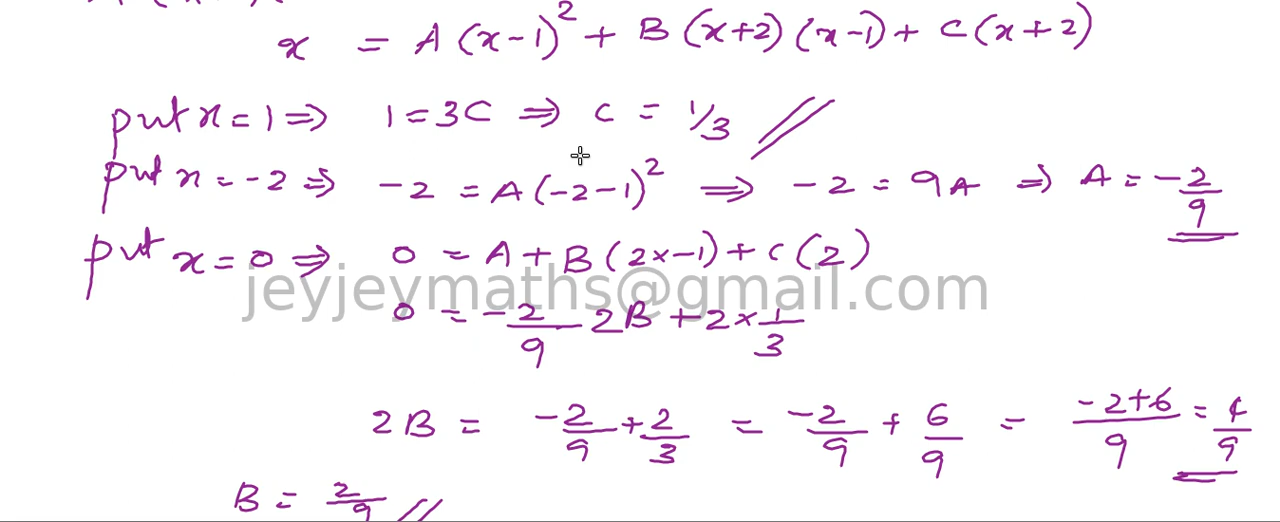 x = A(x-1)² + B(x+2)(x-1) + C(x+2)
put x=1 ⇒ 1=3C ⇒ C = 1/3 //
put x=-2 ⇒ -2 = A(-2-1)² ⇒ -2 = 9A ⇒ A = -2/9
put x=0 ⇒ 0 = A+B(2×-1)+C(2)
jeyjeymaths@gmail.com
0 = -2/9 - 2B + 2×1/3
2B = -2/9 + 2/3 = -2/9 + 6/9 = (-2+6)/9 = 4/9
B = 2/9 //